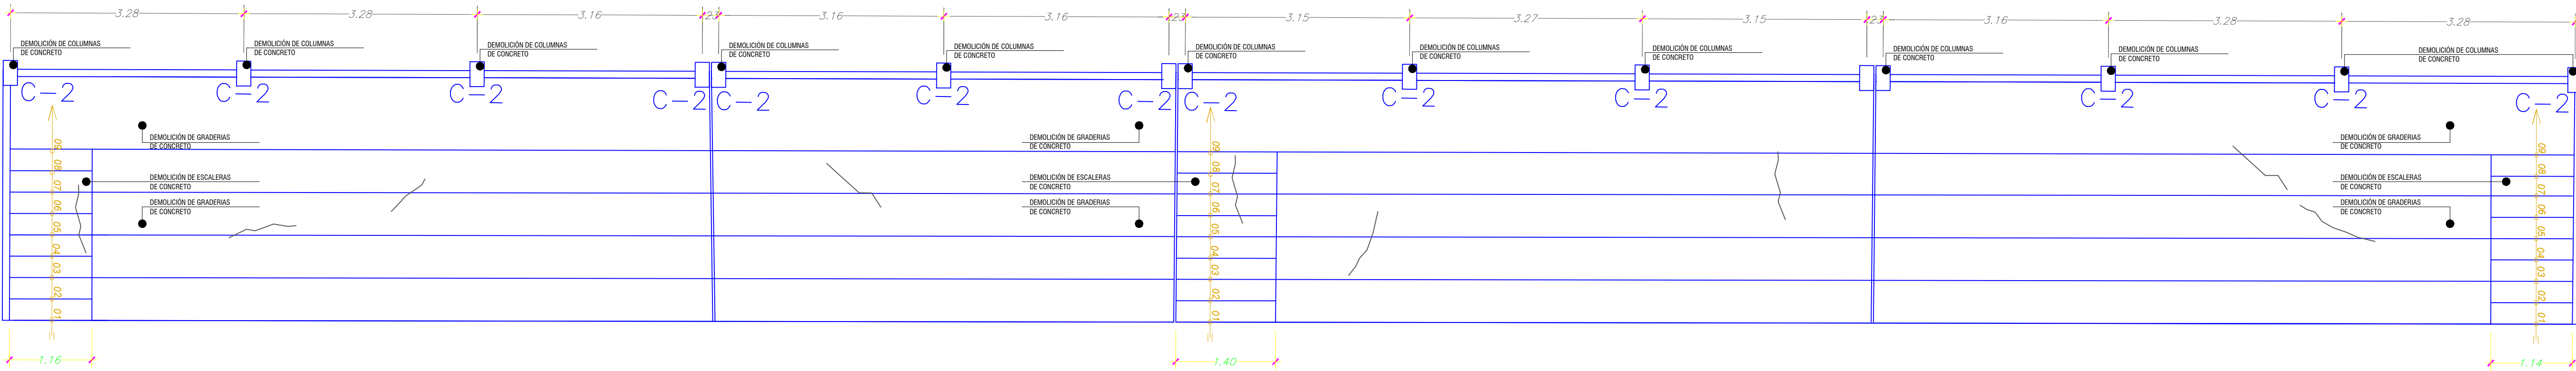 3.28 3.28 3.16 .23 3.16 3.16 .23 3.15 3.27 3.15 .23 3.16 3.28 3.28
DEMOLICIÓN DE COLUMNAS
DE CONCRETO
DEMOLICIÓN DE COLUMNAS
DE CONCRETO
DEMOLICIÓN DE COLUMNAS
DE CONCRETO
DEMOLICIÓN DE COLUMNAS
DE CONCRETO
DEMOLICIÓN DE COLUMNAS
DE CONCRETO
DEMOLICIÓN DE COLUMNAS
DE CONCRETO
DEMOLICIÓN DE COLUMNAS
DE CONCRETO
DEMOLICIÓN DE COLUMNAS
DE CONCRETO
DEMOLICIÓN DE COLUMNAS
DE CONCRETO
DEMOLICIÓN DE COLUMNAS
DE CONCRETO
DEMOLICIÓN DE COLUMNAS
DE CONCRETO
C-2 C-2 C-2 C-2 C-2 C-2 C-2 C-2 C-2 C-2 C-2 C-2 C-2
DEMOLICIÓN DE GRADERIAS
DE CONCRETO
DEMOLICIÓN DE ESCALERAS
DE CONCRETO
DEMOLICIÓN DE GRADERIAS
DE CONCRETO
DEMOLICIÓN DE GRADERIAS
DE CONCRETO
DEMOLICIÓN DE ESCALERAS
DE CONCRETO
DEMOLICIÓN DE GRADERIAS
DE CONCRETO
DEMOLICIÓN DE GRADERIAS
DE CONCRETO
DEMOLICIÓN DE ESCALERAS
DE CONCRETO
DEMOLICIÓN DE GRADERIAS
DE CONCRETO
09
08
07
06
05
04
03
02
01
09
08
07
06
05
04
03
02
01
09
08
07
06
05
04
03
02
01
1.16 1.40 1.14